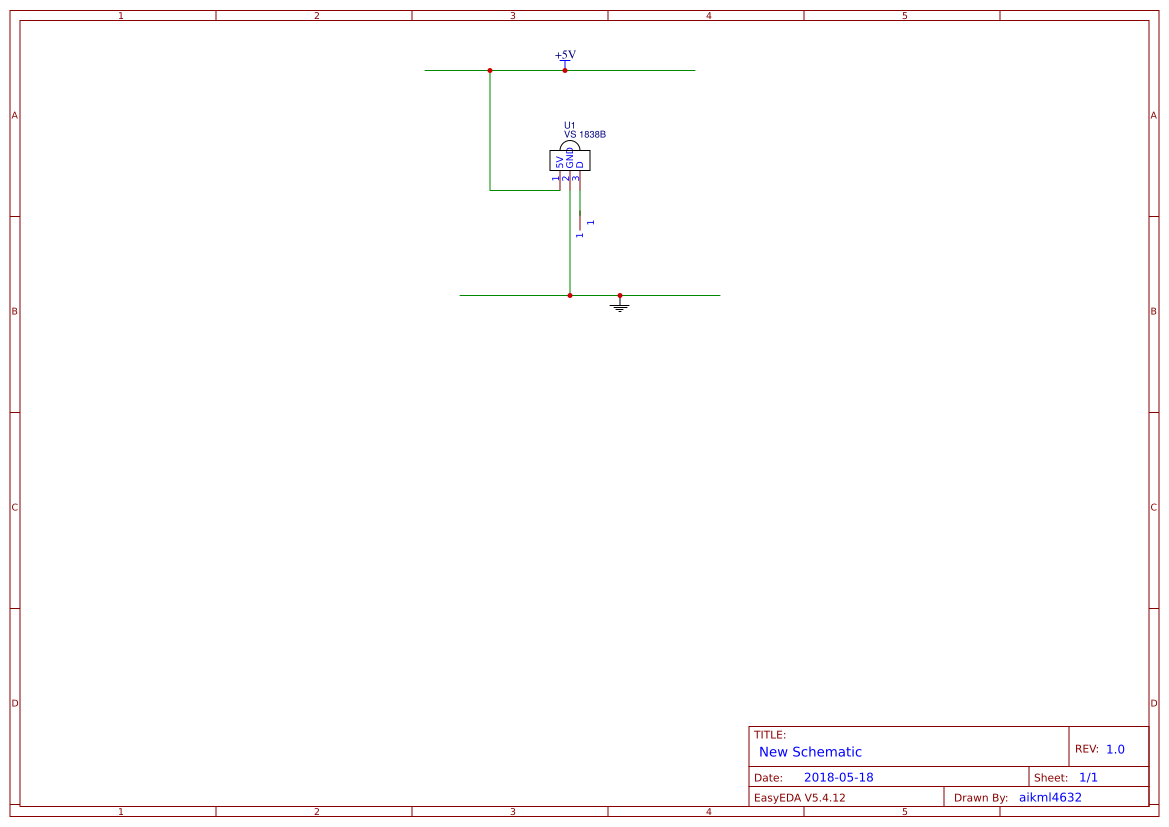 1 2 3 4 5
+5V
A A
U1
VS 1838B
5V GND D
1 2 3
1
1
B B
C C
D D
TITLE:
New Schematic
REV: 1.0
Date: 2018-05-18
Sheet: 1/1
EasyEDA V5.4.12
Drawn By: aikml4632
1 2 3 4 5